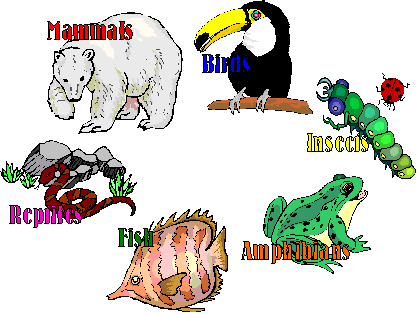 Mammals
Birds
Insects
Reptiles
Fish
Amphibians